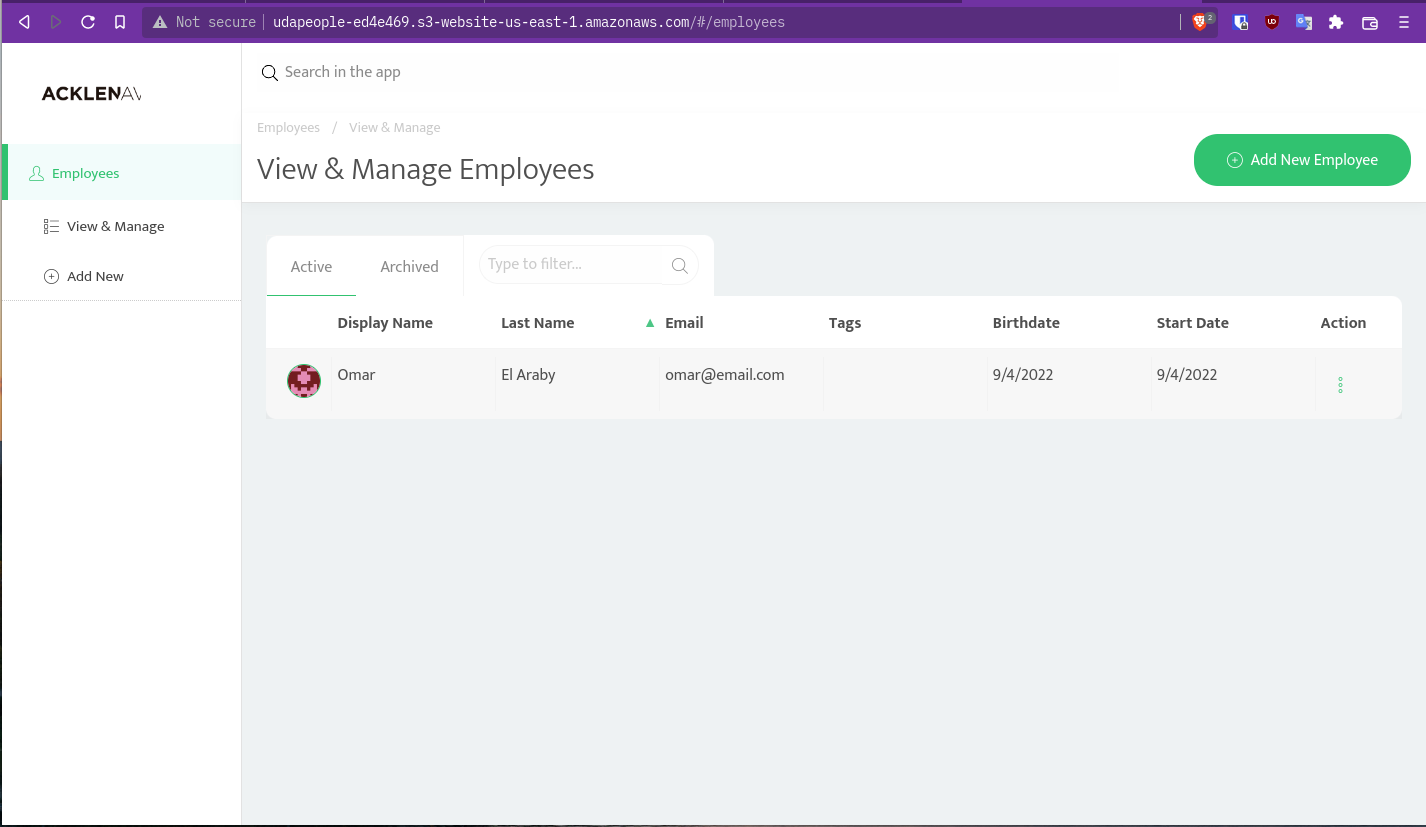 Not secure udapeople-ed4e469.s3-website-us-east-1.amazonaws.com/#/employees 2
Search in the app
ACKLENAV
Employees / View & Manage
View & Manage Employees
Add New Employee
Employees
View & Manage
Add New
Active Archived Type to filter...
Display Name Last Name ▲ Email Tags Birthdate Start Date Action
Omar El Araby omar@email.com 9/4/2022 9/4/2022